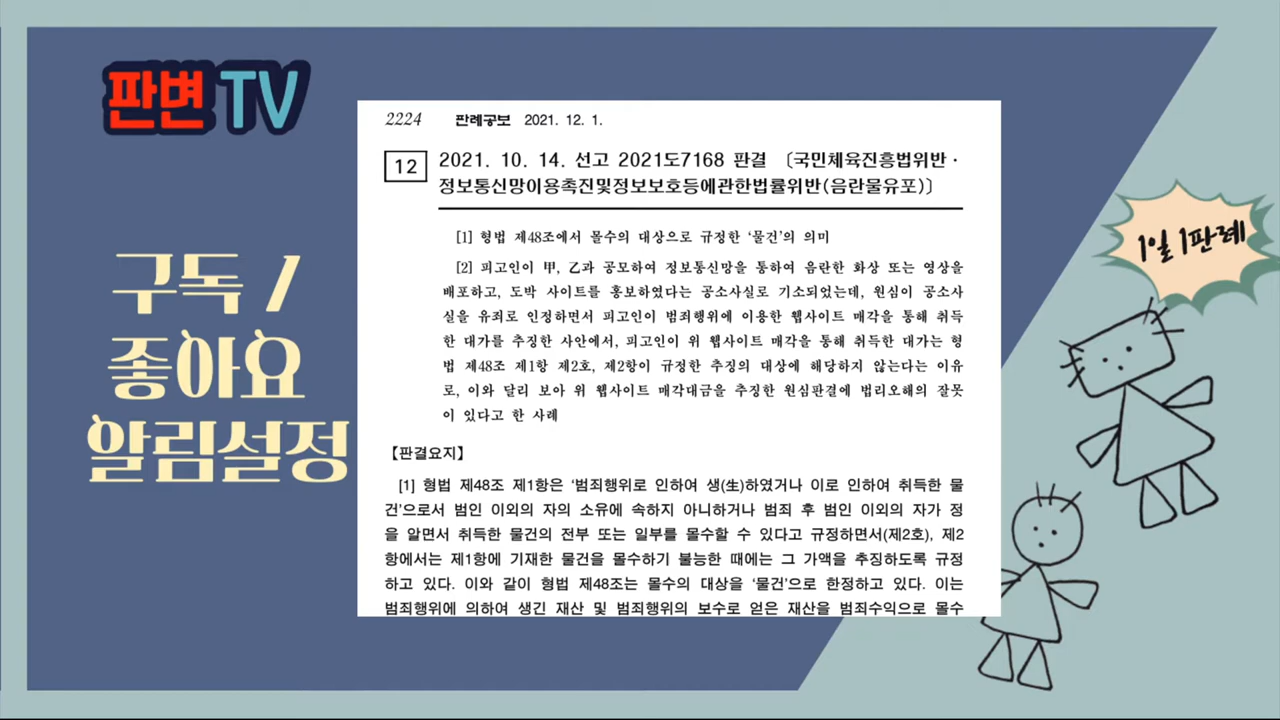 판변 TV
구독 /
좋아요
알림설정
2224 판례공보 2021. 12. 1.
12 2021. 10. 14. 선고 2021도7168 판결 〔국민체육진흥법위반·
정보통신망이용촉진및정보보호등에관한법률위반(음란물유포)〕
[1] 형법 제48조에서 몰수의 대상으로 규정한 ‘물건’의 의미
[2] 피고인이 甲, 乙과 공모하여 정보통신망을 통하여 음란한 화상 또는 영상을
배포하고, 도박 사이트를 홍보하였다는 공소사실로 기소되었는데, 원심이 공소사
실을 유죄로 인정하면서 피고인이 범죄행위에 이용한 웹사이트 매각을 통해 취득
한 대가를 추징한 사안에서, 피고인이 위 웹사이트 매각을 통해 취득한 대가는 형
법 제48조 제1항 제2호, 제2항이 규정한 추징의 대상에 해당하지 않는다는 이유
로, 이와 달리 보아 위 웹사이트 매각대금을 추징한 원심판결에 법리오해의 잘못
이 있다고 한 사례
【판결요지】
[1] 형법 제48조 제1항은 ‘범죄행위로 인하여 생(生)하였거나 이로 인하여 취득한 물
건’으로서 범인 이외의 자의 소유에 속하지 아니하거나 범죄 후 범인 이외의 자가 정
을 알면서 취득한 물건의 전부 또는 일부를 몰수할 수 있다고 규정하면서(제2호), 제2
항에서는 제1항에 기재한 물건을 몰수하기 불능한 때에는 그 가액을 추징하도록 규정
하고 있다. 이와 같이 형법 제48조는 몰수의 대상을 ‘물건’으로 한정하고 있다. 이는
범죄행위에 의하여 생긴 재산 및 범죄행위의 보수로 얻은 재산을 범죄수익으로 몰수
1일 1판례